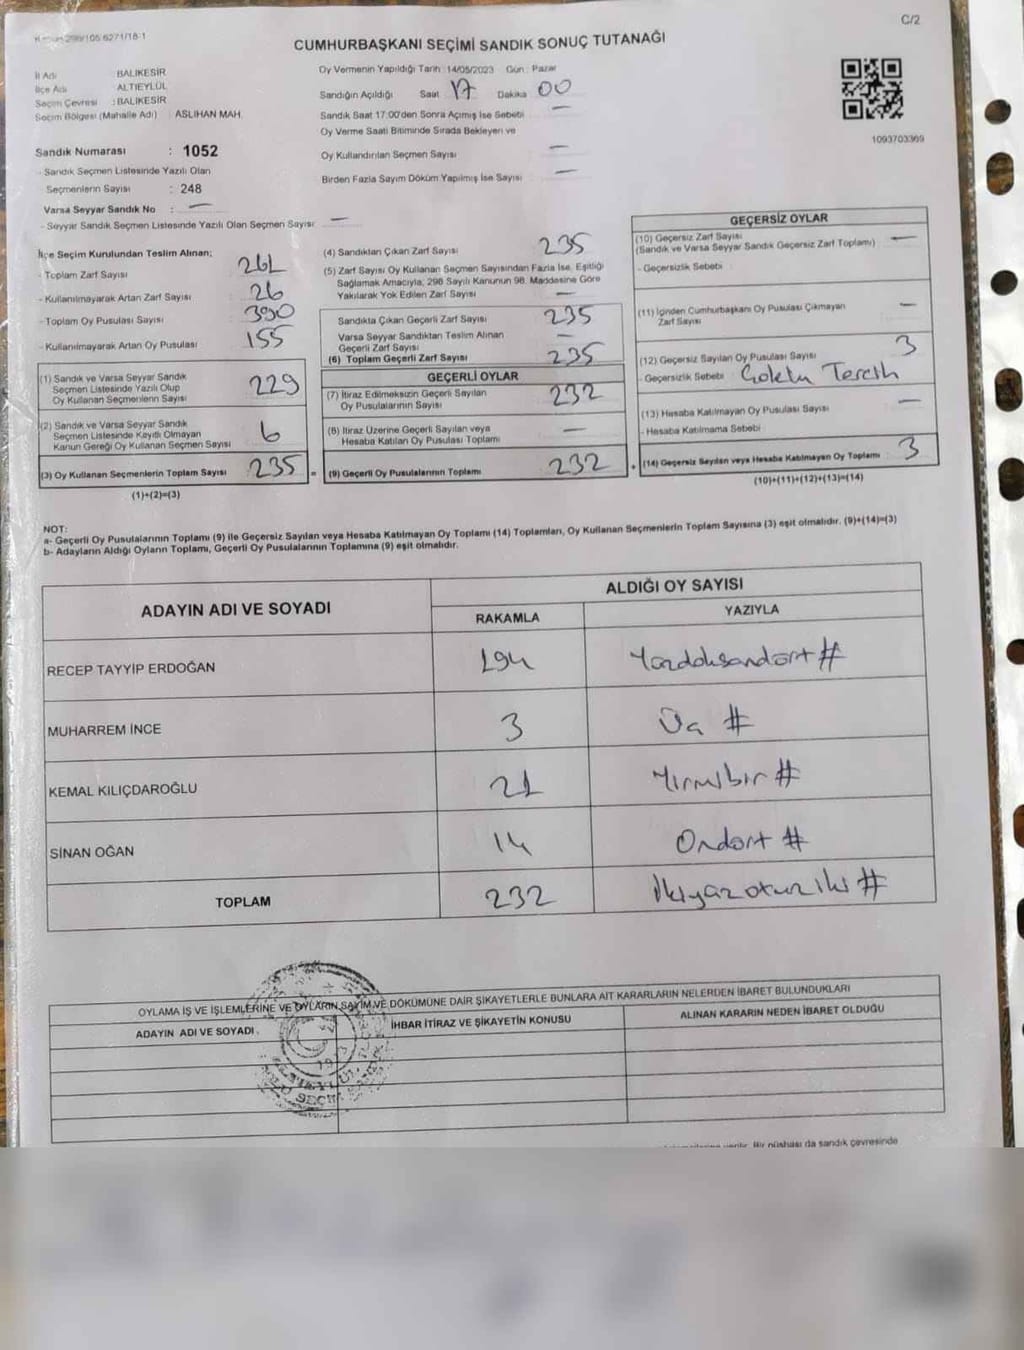 C/2
CUMHURBAŞKANI SEÇİMİ SANDIK SONUÇ TUTANAĞI
İl Adı BALIKESİR
İlçe Adı ALTIEYLÜL
Seçim Çevresi : BALIKESİR
Seçim Bölgesi (Mahalle Adı) : ASLIHAN MAH.
Oy Vermenin Yapıldığı Tarih : 14/05/2023 Gün : Pazar
Sandığın Açıldığı Saat 17 Dakika 00
Sandık Saat 17:00'den Sonra Açımış İse Sebebi —
Oy Verme Saati Bitiminde Sırada Bekleyen ve
Oy Kullandırılan Seçmen Sayısı —
Birden Fazla Sayım Döküm Yapılmış İse Sayısı —
1093703369
Sandık Numarası : 1052
- Sandık Seçmen Listesinde Yazılı Olan
Seçmenlerin Sayısı : 248
Varsa Seyyar Sandık No : —
- Seyyar Sandık Seçmen Listesinde Yazılı Olan Seçmen Sayısı: —
İlçe Seçim Kurulundan Teslim Alınan;
- Toplam Zarf Sayısı 261
- Kullanılmayarak Artan Zarf Sayısı 26
- Toplam Oy Pusulası Sayısı 390
- Kullanılmayarak Artan Oy Pusulası 155
(1) Sandık ve Varsa Seyyar Sandık
Seçmen Listesinde Yazılı Olup
Oy Kullanan Seçmenlerin Sayısı 229
(2) Sandık ve Varsa Seyyar Sandık
Seçmen Listesinde Kayıtlı Olmayan
Kanun Gereği Oy Kullanan Seçmen Sayısı 6
(3) Oy Kullanan Seçmenlerin Toplam Sayısı 235 =
(1)+(2)=(3)
(4) Sandıktan Çıkan Zarf Sayısı 235
(5) Zarf Sayısı Oy Kullanan Seçmen Sayısından Fazla İse, Eşitliği
Sağlamak Amacıyla, 298 Sayılı Kanunun 98. Maddesine Göre
Yakılarak Yok Edilen Zarf Sayısı —
Sandıkta Çıkan Geçerli Zarf Sayısı 235
Varsa Seyyar Sandıktan Teslim Alınan
Geçerli Zarf Sayısı —
(6) Toplam Geçerli Zarf Sayısı 235
GEÇERLİ OYLAR
(7) İtiraz Edilmeksizin Geçerli Sayılan
Oy Pusulalarının Sayısı 232
(8) İtiraz Üzerine Geçerli Sayılan veya
Hesaba Katılan Oy Pusulası Toplamı —
(9) Geçerli Oy Pusulalarının Toplamı 232 +
GEÇERSİZ OYLAR
(10) Geçersiz Zarf Sayısı
(Sandık ve Varsa Seyyar Sandık Geçersiz Zarf Toplamı) —
- Geçersizlik Sebebi :
(11) İçinden Cumhurbaşkanı Oy Pusulası Çıkmayan
Zarf Sayısı —
(12) Geçersiz Sayılan Oy Pusulası Sayısı 3
- Geçersizlik Sebebi Tercih
(13) Hesaba Katılmayan Oy Pusulası Sayısı —
- Hesaba Katılmama Sebebi
(14) Geçersiz Sayılan veya Hesaba Katılmayan Oy Toplamı 3
(10)+(11)+(12)+(13)=(14)
NOT:
a- Geçerli Oy Pusulalarının Toplamı (9) ile Geçersiz Sayılan veya Hesaba Katılmayan Oy Toplamı (14) Toplamları, Oy Kullanan Seçmenlerin Toplam Sayısına (3) eşit olmalıdır. (9)+(14)=(3)
b- Adayların Aldığı Oyların Toplamı, Geçerli Oy Pusulalarının Toplamına (9) eşit olmalıdır.
ADAYIN ADI VE SOYADI
ALDIĞI OY SAYISI
RAKAMLA YAZIYLA
RECEP TAYYİP ERDOĞAN 194 Yüzdoksandört #
MUHARREM İNCE 3 Üç #
KEMAL KILIÇDAROĞLU 21 Yirmibir #
SİNAN OĞAN 14 Ondört #
TOPLAM 232 İkiyüzotuziki #
OYLAMA İŞ VE İŞLEMLERİNE VE OYLARIN SAYIM VE DÖKÜMÜNE DAİR ŞİKAYETLERLE BUNLARA AİT KARARLARIN NELERDEN İBARET BULUNDUKLARI
ADAYIN ADI VE SOYADI İHBAR İTİRAZ VE ŞİKAYETİN KONUSU ALINAN KARARIN NEDEN İBARET OLDUĞU
Bir nüshası da sandık çevresinde